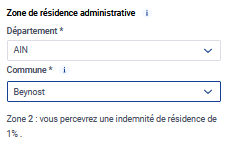 Zone de résidence administrative i
Département *
AIN
Commune * i
Beynost
Zone 2 : vous percevrez une indemnité de résidence de
1% .